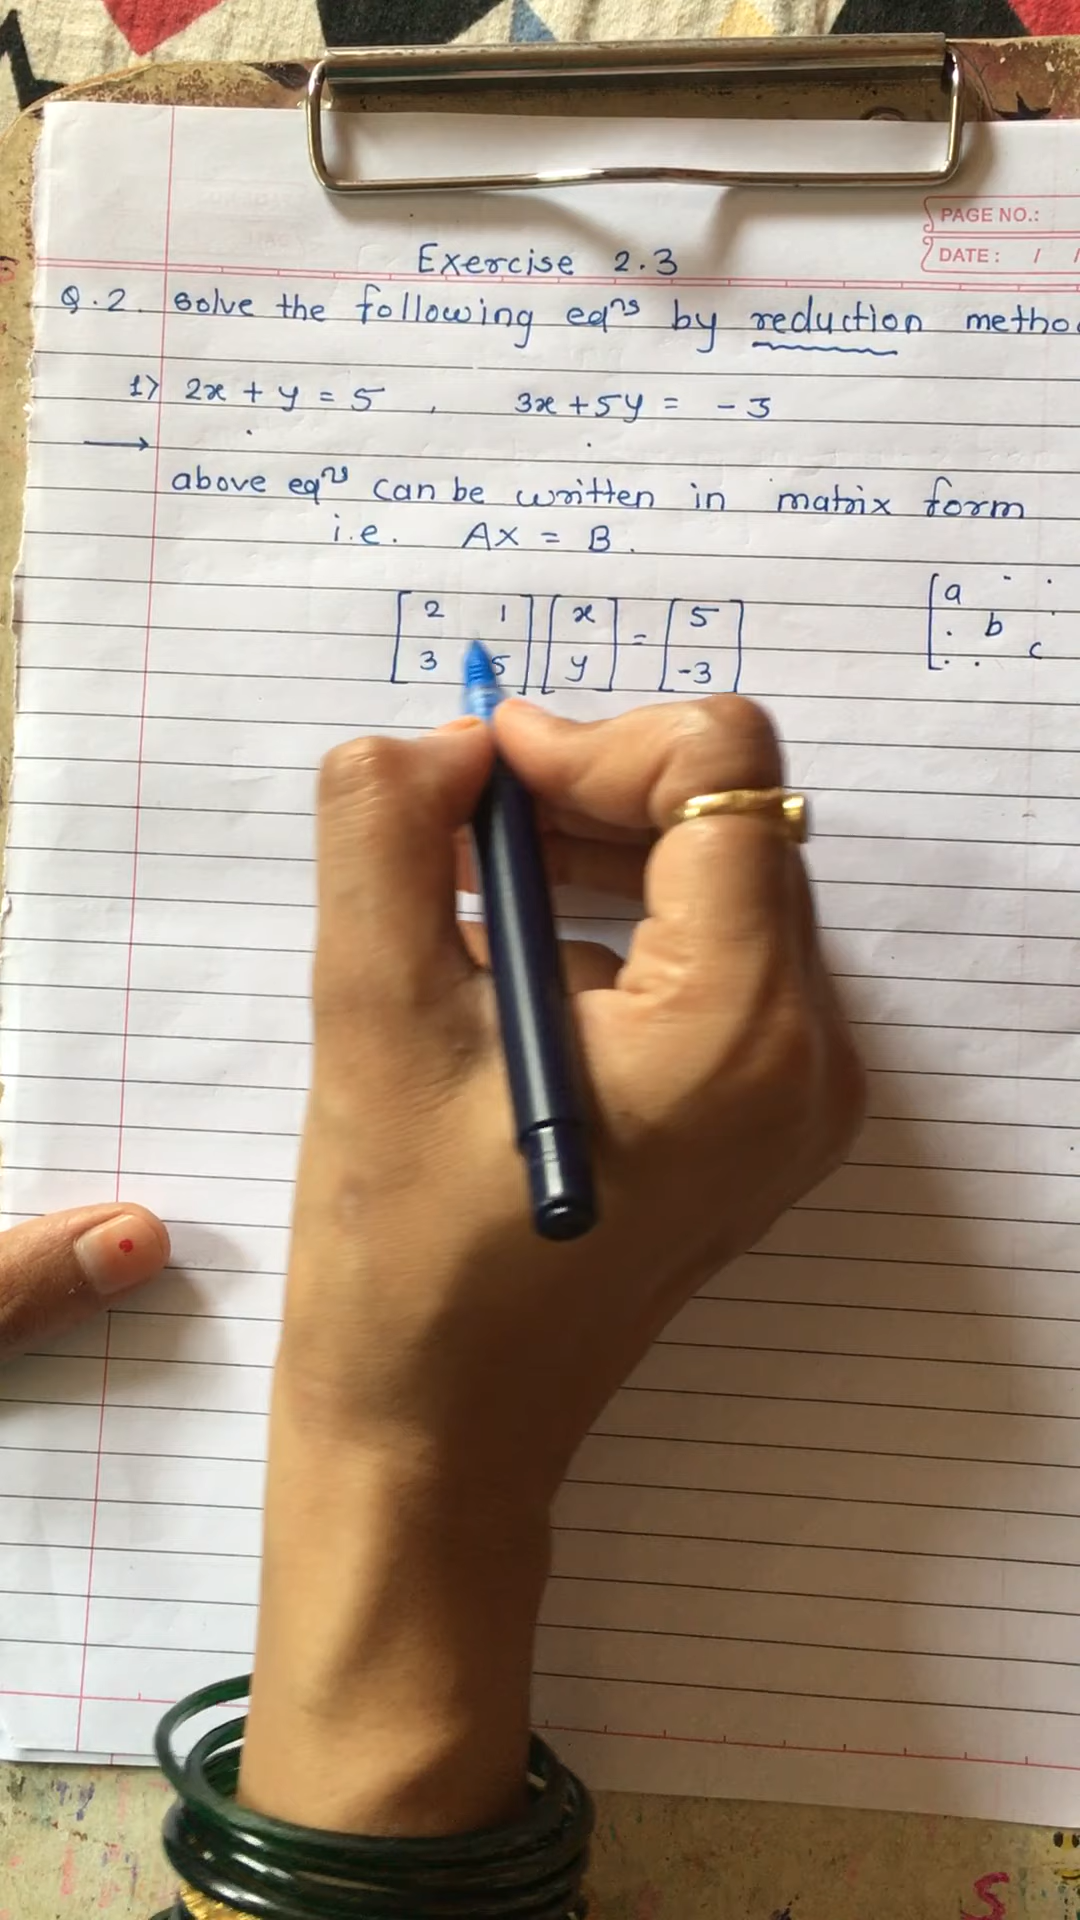 PAGE NO.:
DATE: / /
Exercise 2.3
Q.2. solve the following eqⁿˢ by reduction metho
1) 2x + y = 5 , 3x + 5y = -3
→
above eqⁿˢ can be written in matrix form
i.e. AX = B.
[2 1] [x] = [5] [a . .
[3 5] [y] [-3] . b .
. . c